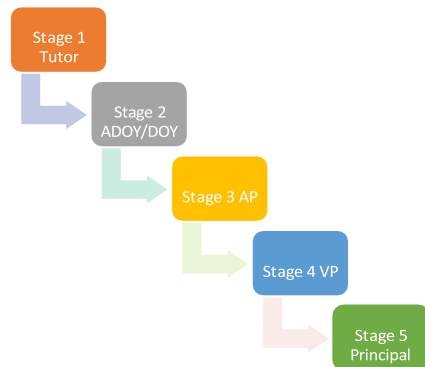 Stage 1
Tutor
Stage 2
ADOY/DOY
Stage 3 AP
Stage 4 VP
Stage 5
Principal